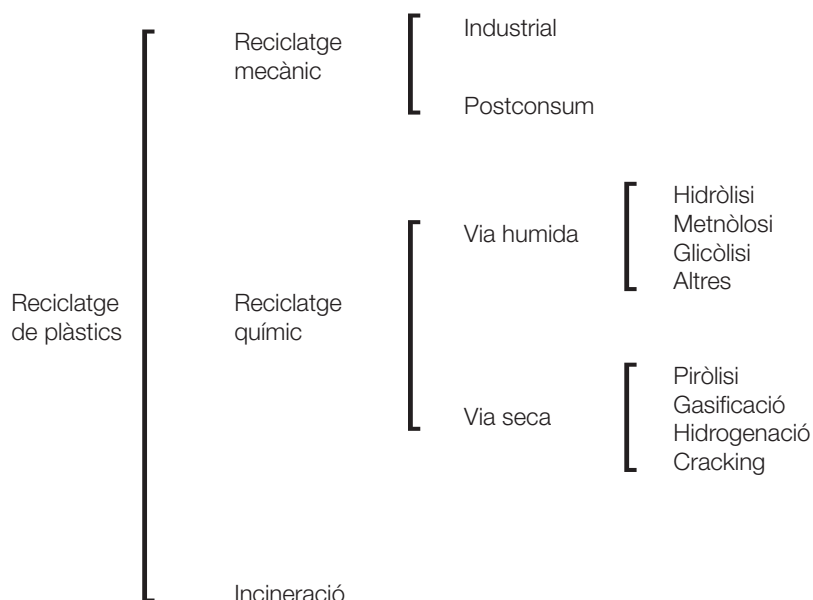 Reciclatge
de plàstics
Reciclatge
mecànic
Industrial
Postconsum
Reciclatge
químic
Via humida
Hidròlisi
Metnòlosi
Glicòlisi
Altres
Via seca
Piròlisi
Gasificació
Hidrogenació
Cracking
Incineració